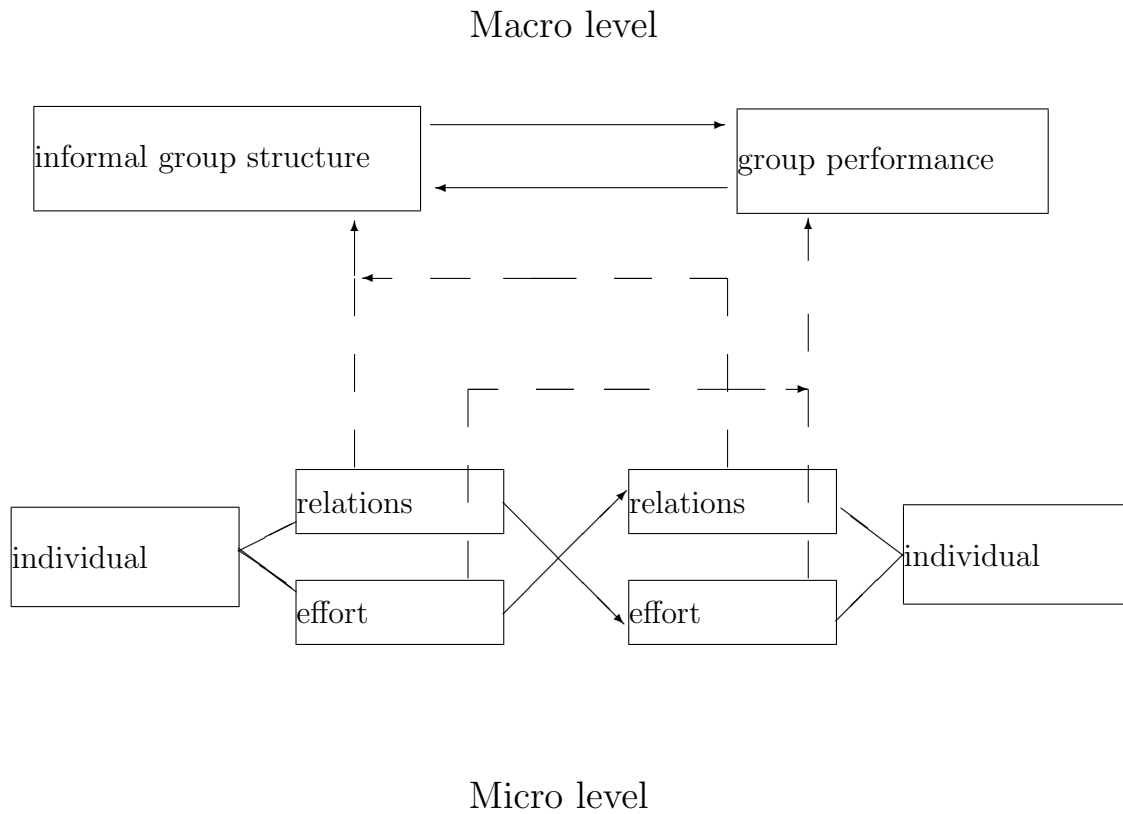 Macro level
informal group structure
group performance
relations
relations
individual
individual
effort
effort
Micro level